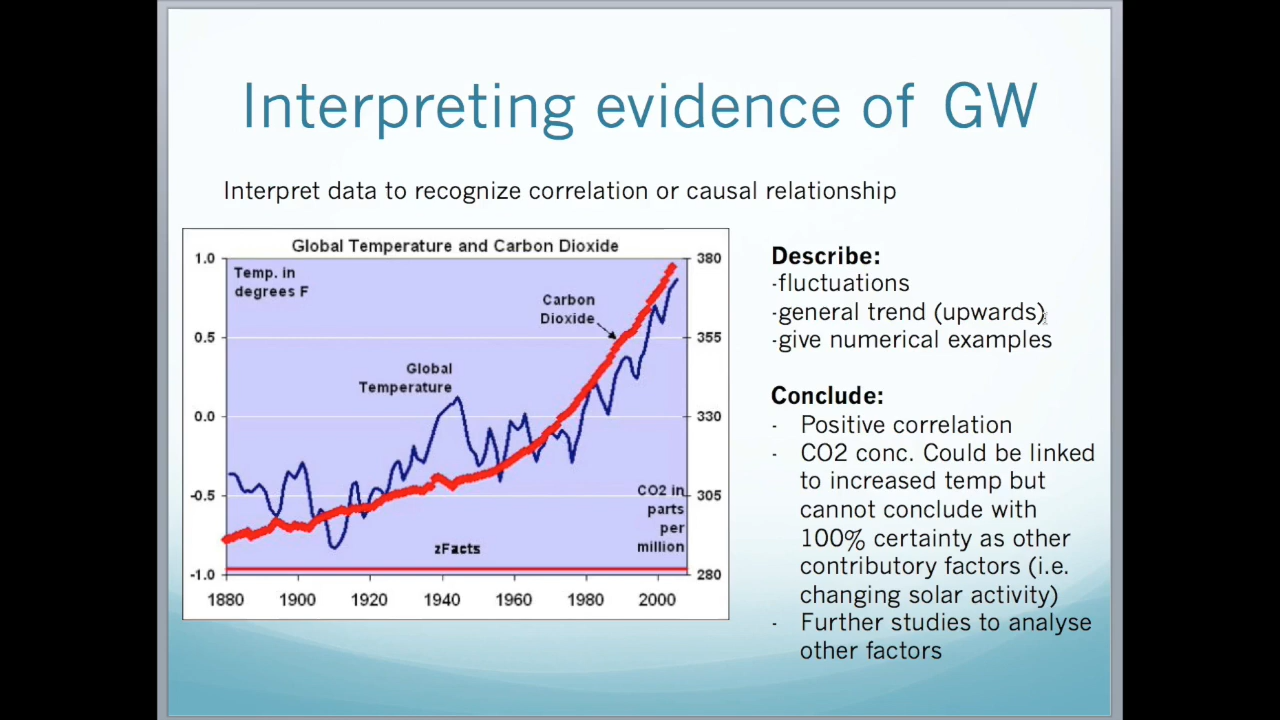 Interpreting evidence of GW
Interpret data to recognize correlation or causal relationship
Global Temperature and Carbon Dioxide
1.0
0.5
0.0
-0.5
-1.0
Temp. in
degrees F
Carbon
Dioxide
Global
Temperature
CO2 in
parts
per
million
zFacts
380
355
330
305
280
1880
1900
1920
1940
1960
1980
2000
Describe:
-fluctuations
-general trend (upwards)
-give numerical examples
Conclude:
- Positive correlation
- CO2 conc. Could be linked
to increased temp but
cannot conclude with
100% certainty as other
contributory factors (i.e.
changing solar activity)
- Further studies to analyse
other factors